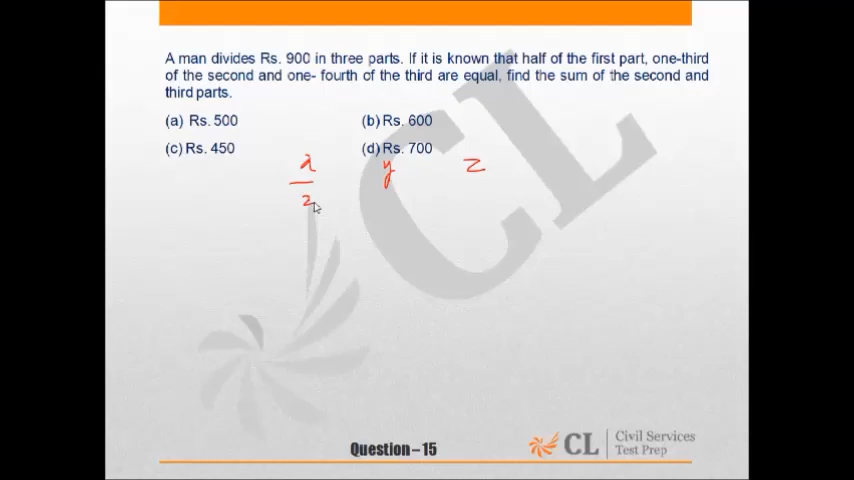 A man divides Rs. 900 in three parts. If it is known that half of the first part, one-third
of the second and one- fourth of the third are equal, find the sum of the second and
third parts.
(a) Rs. 500 (b) Rs. 600
(c) Rs. 450 (d) Rs. 700
x y z
2
CL
Question – 15
CL Civil Services
Test Prep